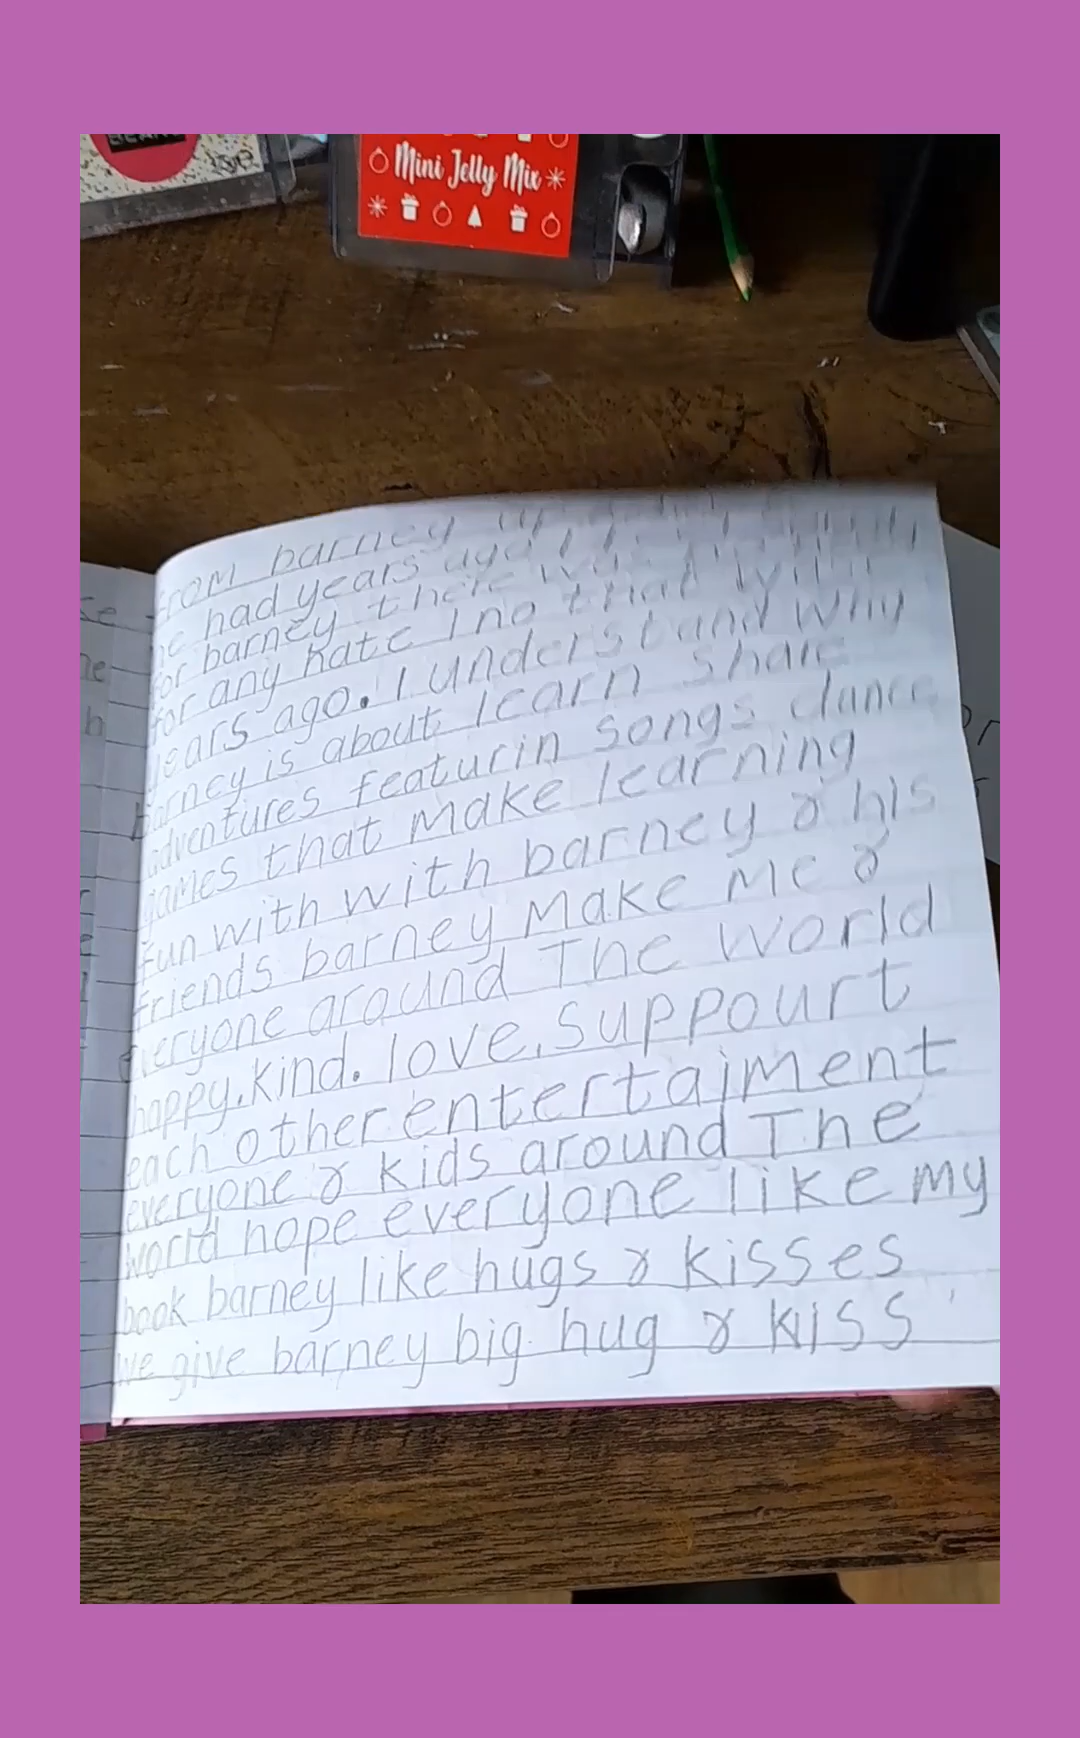 Mini Jelly Mix
from barney
he had years ago
for barney there
for any hate I no that
years ago. I understand why
barney is about learn share
adventures featurin songs dance
games that make learning
fun with with barney & his
friends barney make me &
everyone around The world
happy. kind. love. suppourt
each other entertaiment
everyone & kids around The
world hope everyone like my
book barney like hugs & kisses
we give barney big hug & kiss